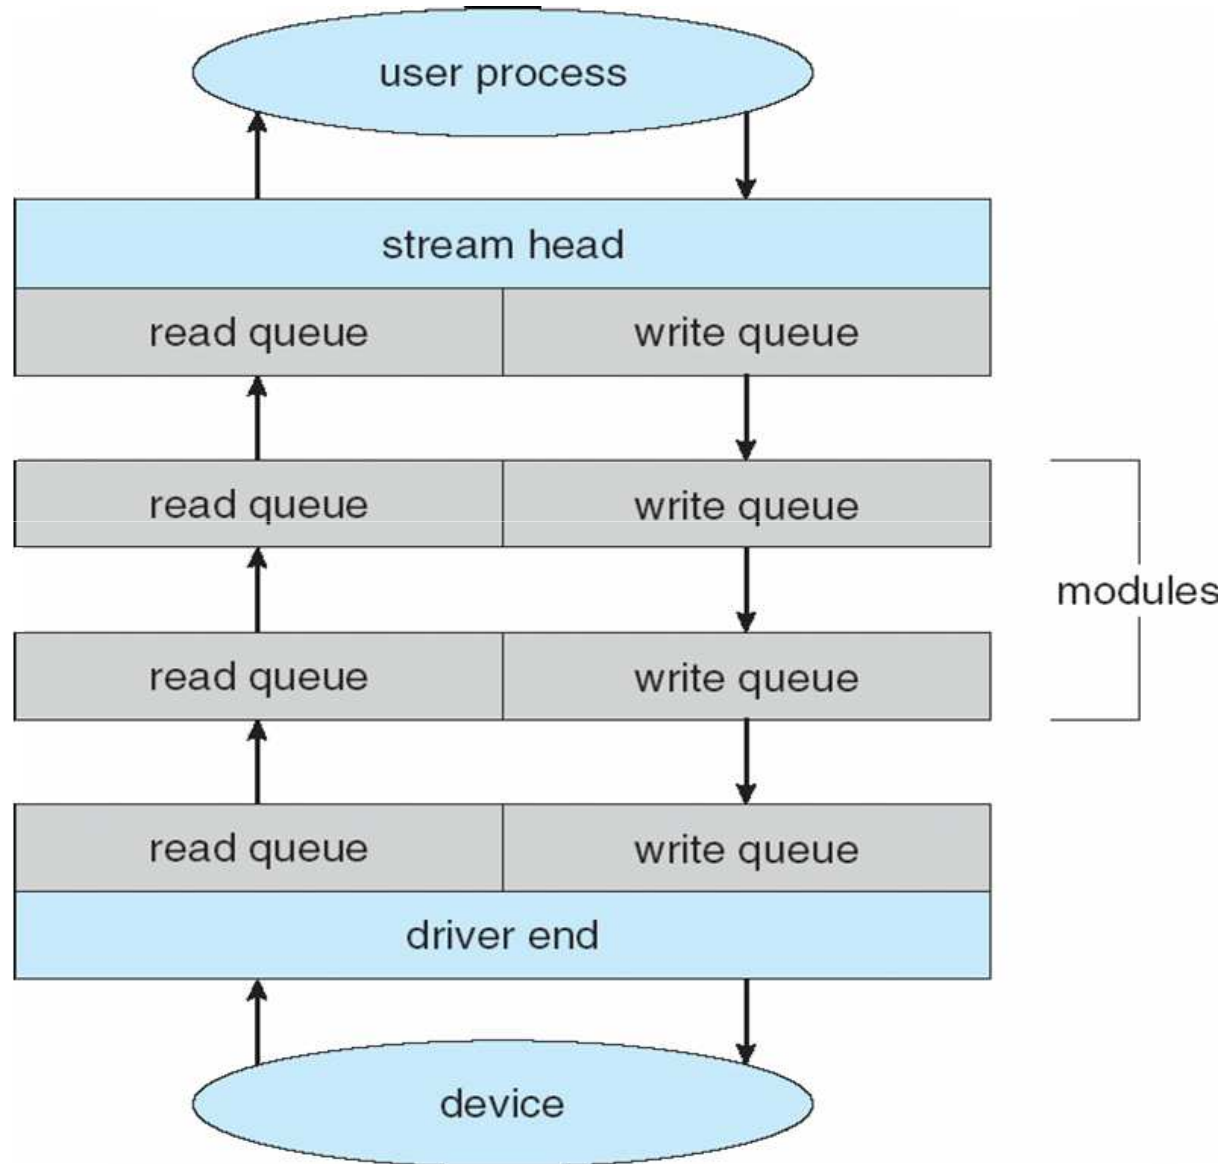 user process
stream head
read queue write queue
read queue write queue
modules
read queue write queue
read queue write queue
driver end
device